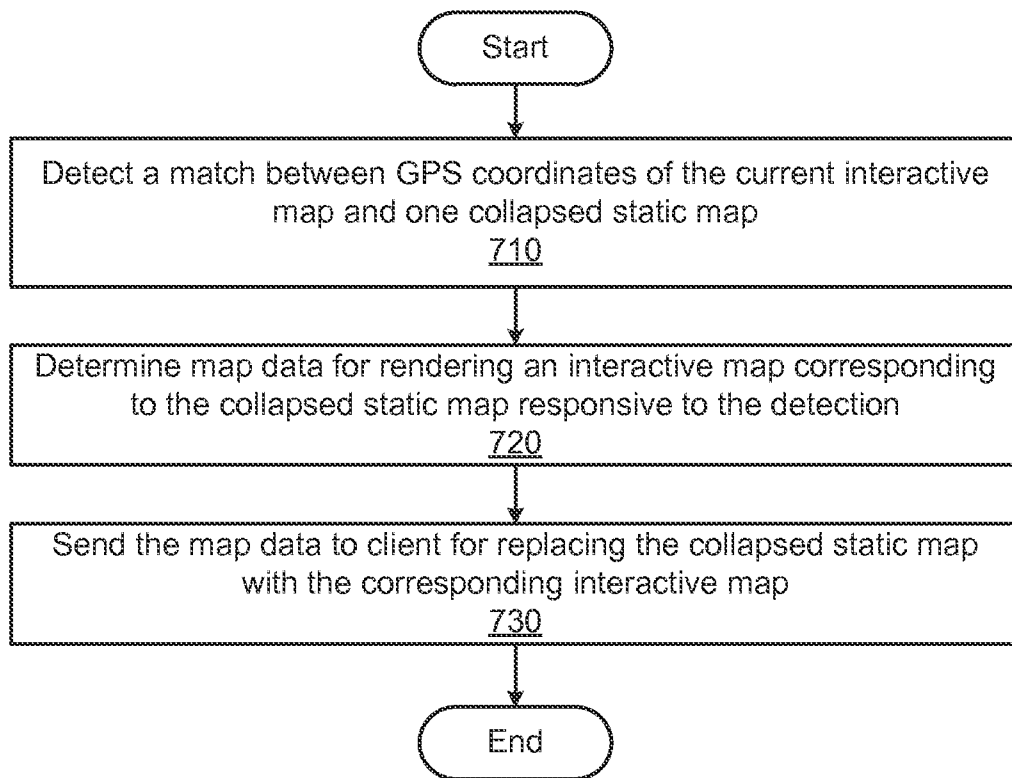 Start
Detect a match between GPS coordinates of the current interactive
map and one collapsed static map
710
Determine map data for rendering an interactive map corresponding
to the collapsed static map responsive to the detection
720
Send the map data to client for replacing the collapsed static map
with the corresponding interactive map
730
End